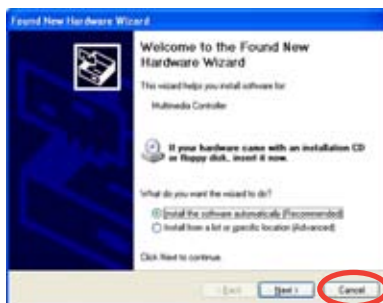 Found New Hardware Wizard
Welcome to the Found New
Hardware Wizard
This wizard helps you install software for:
Multimedia Controller
If your hardware came with an installation CD
or floppy disk, insert it now.
What do you want the wizard to do?
Install the software automatically (Recommended)
Install from a list or specific location (Advanced)
Click Next to continue.
< Back Next > Cancel